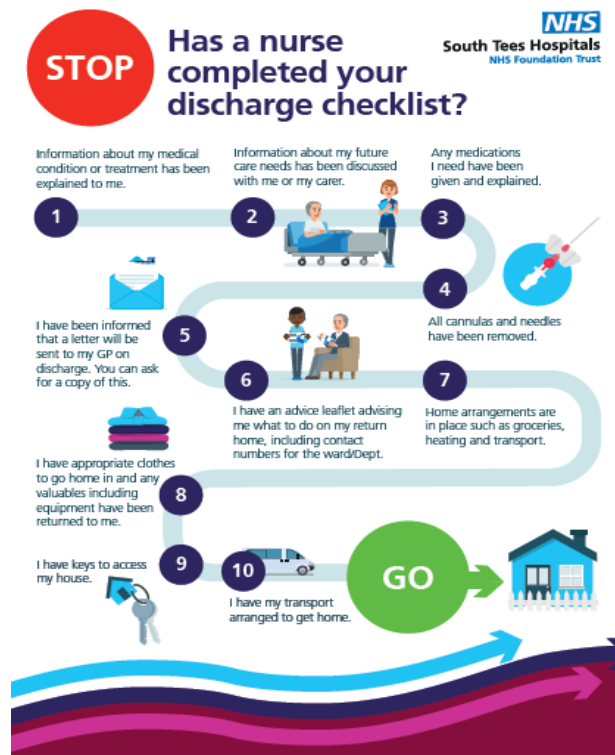 STOP
Has a nurse
completed your
discharge checklist?
NHS
South Tees Hospitals
NHS Foundation Trust
Information about my medical
condition or treatment has been
explained to me.
1
Information about my future
care needs has been discussed
with me or my carer.
2
Any medications
I need have been
given and explained.
3
4
All cannulas and needles
have been removed.
5
I have been informed
that a letter will be
sent to my GP on
discharge. You can ask
for a copy of this.
6
I have an advice leaflet advising
me what to do on my return
home, including contact
numbers for the ward/Dept.
7
Home arrangements are
in place such as groceries,
heating and transport.
8
I have appropriate clothes
to go home in and any
valuables including
equipment have been
returned to me.
9
I have keys to access
my house.
10
I have my transport
arranged to get home.
GO